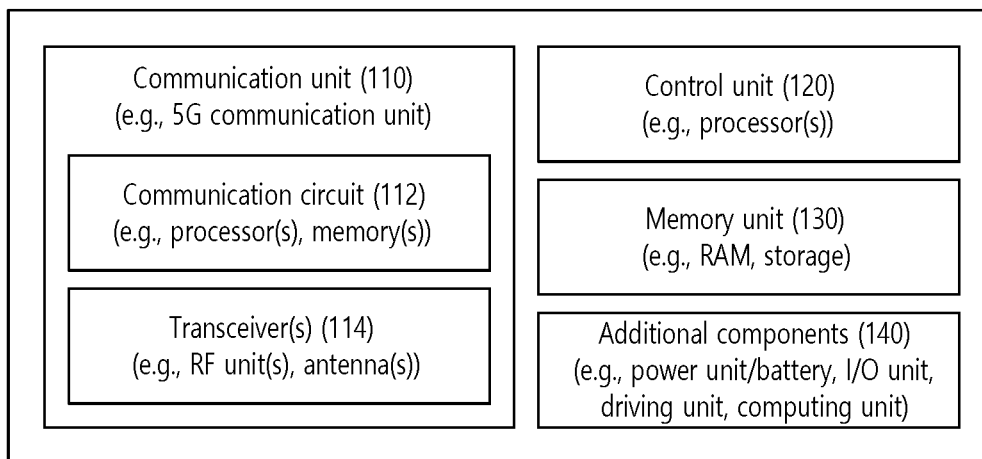 Communication unit (110)
(e.g., 5G communication unit)
Communication circuit (112)
(e.g., processor(s), memory(s))
Transceiver(s) (114)
(e.g., RF unit(s), antenna(s))
Control unit (120)
(e.g., processor(s))
Memory unit (130)
(e.g., RAM, storage)
Additional components (140)
(e.g., power unit/battery, I/O unit,
driving unit, computing unit)